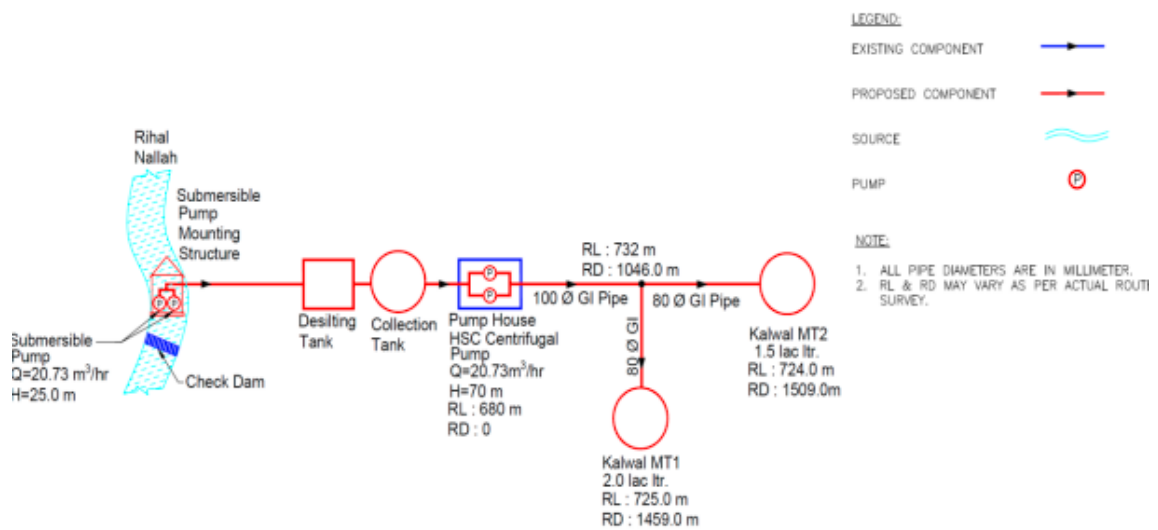 LEGEND:
EXISTING COMPONENT
PROPOSED COMPONENT
SOURCE
PUMP
P
NOTE:
1. ALL PIPE DIAMETERS ARE IN MILLIMETER.
2. RL & RD MAY VARY AS PER ACTUAL ROUTE
SURVEY.
Rihal
Nallah
Submersible
Pump
Mounting
Structure
P P
Submersible
Pump
Q=20.73 m³/hr
H=25.0 m
Check Dam
Desilting
Tank
Collection
Tank
P
P
Pump House
HSC Centrifugal
Pump
Q=20.73m³/hr
H=70 m
RL : 680 m
RD : 0
RL : 732 m
RD : 1046.0 m
100 Ø GI Pipe
80 Ø GI Pipe
80 Ø GI
Kalwal MT2
1.5 lac ltr.
RL : 724.0 m
RD : 1509.0m
Kalwal MT1
2.0 lac ltr.
RL : 725.0 m
RD : 1459.0 m